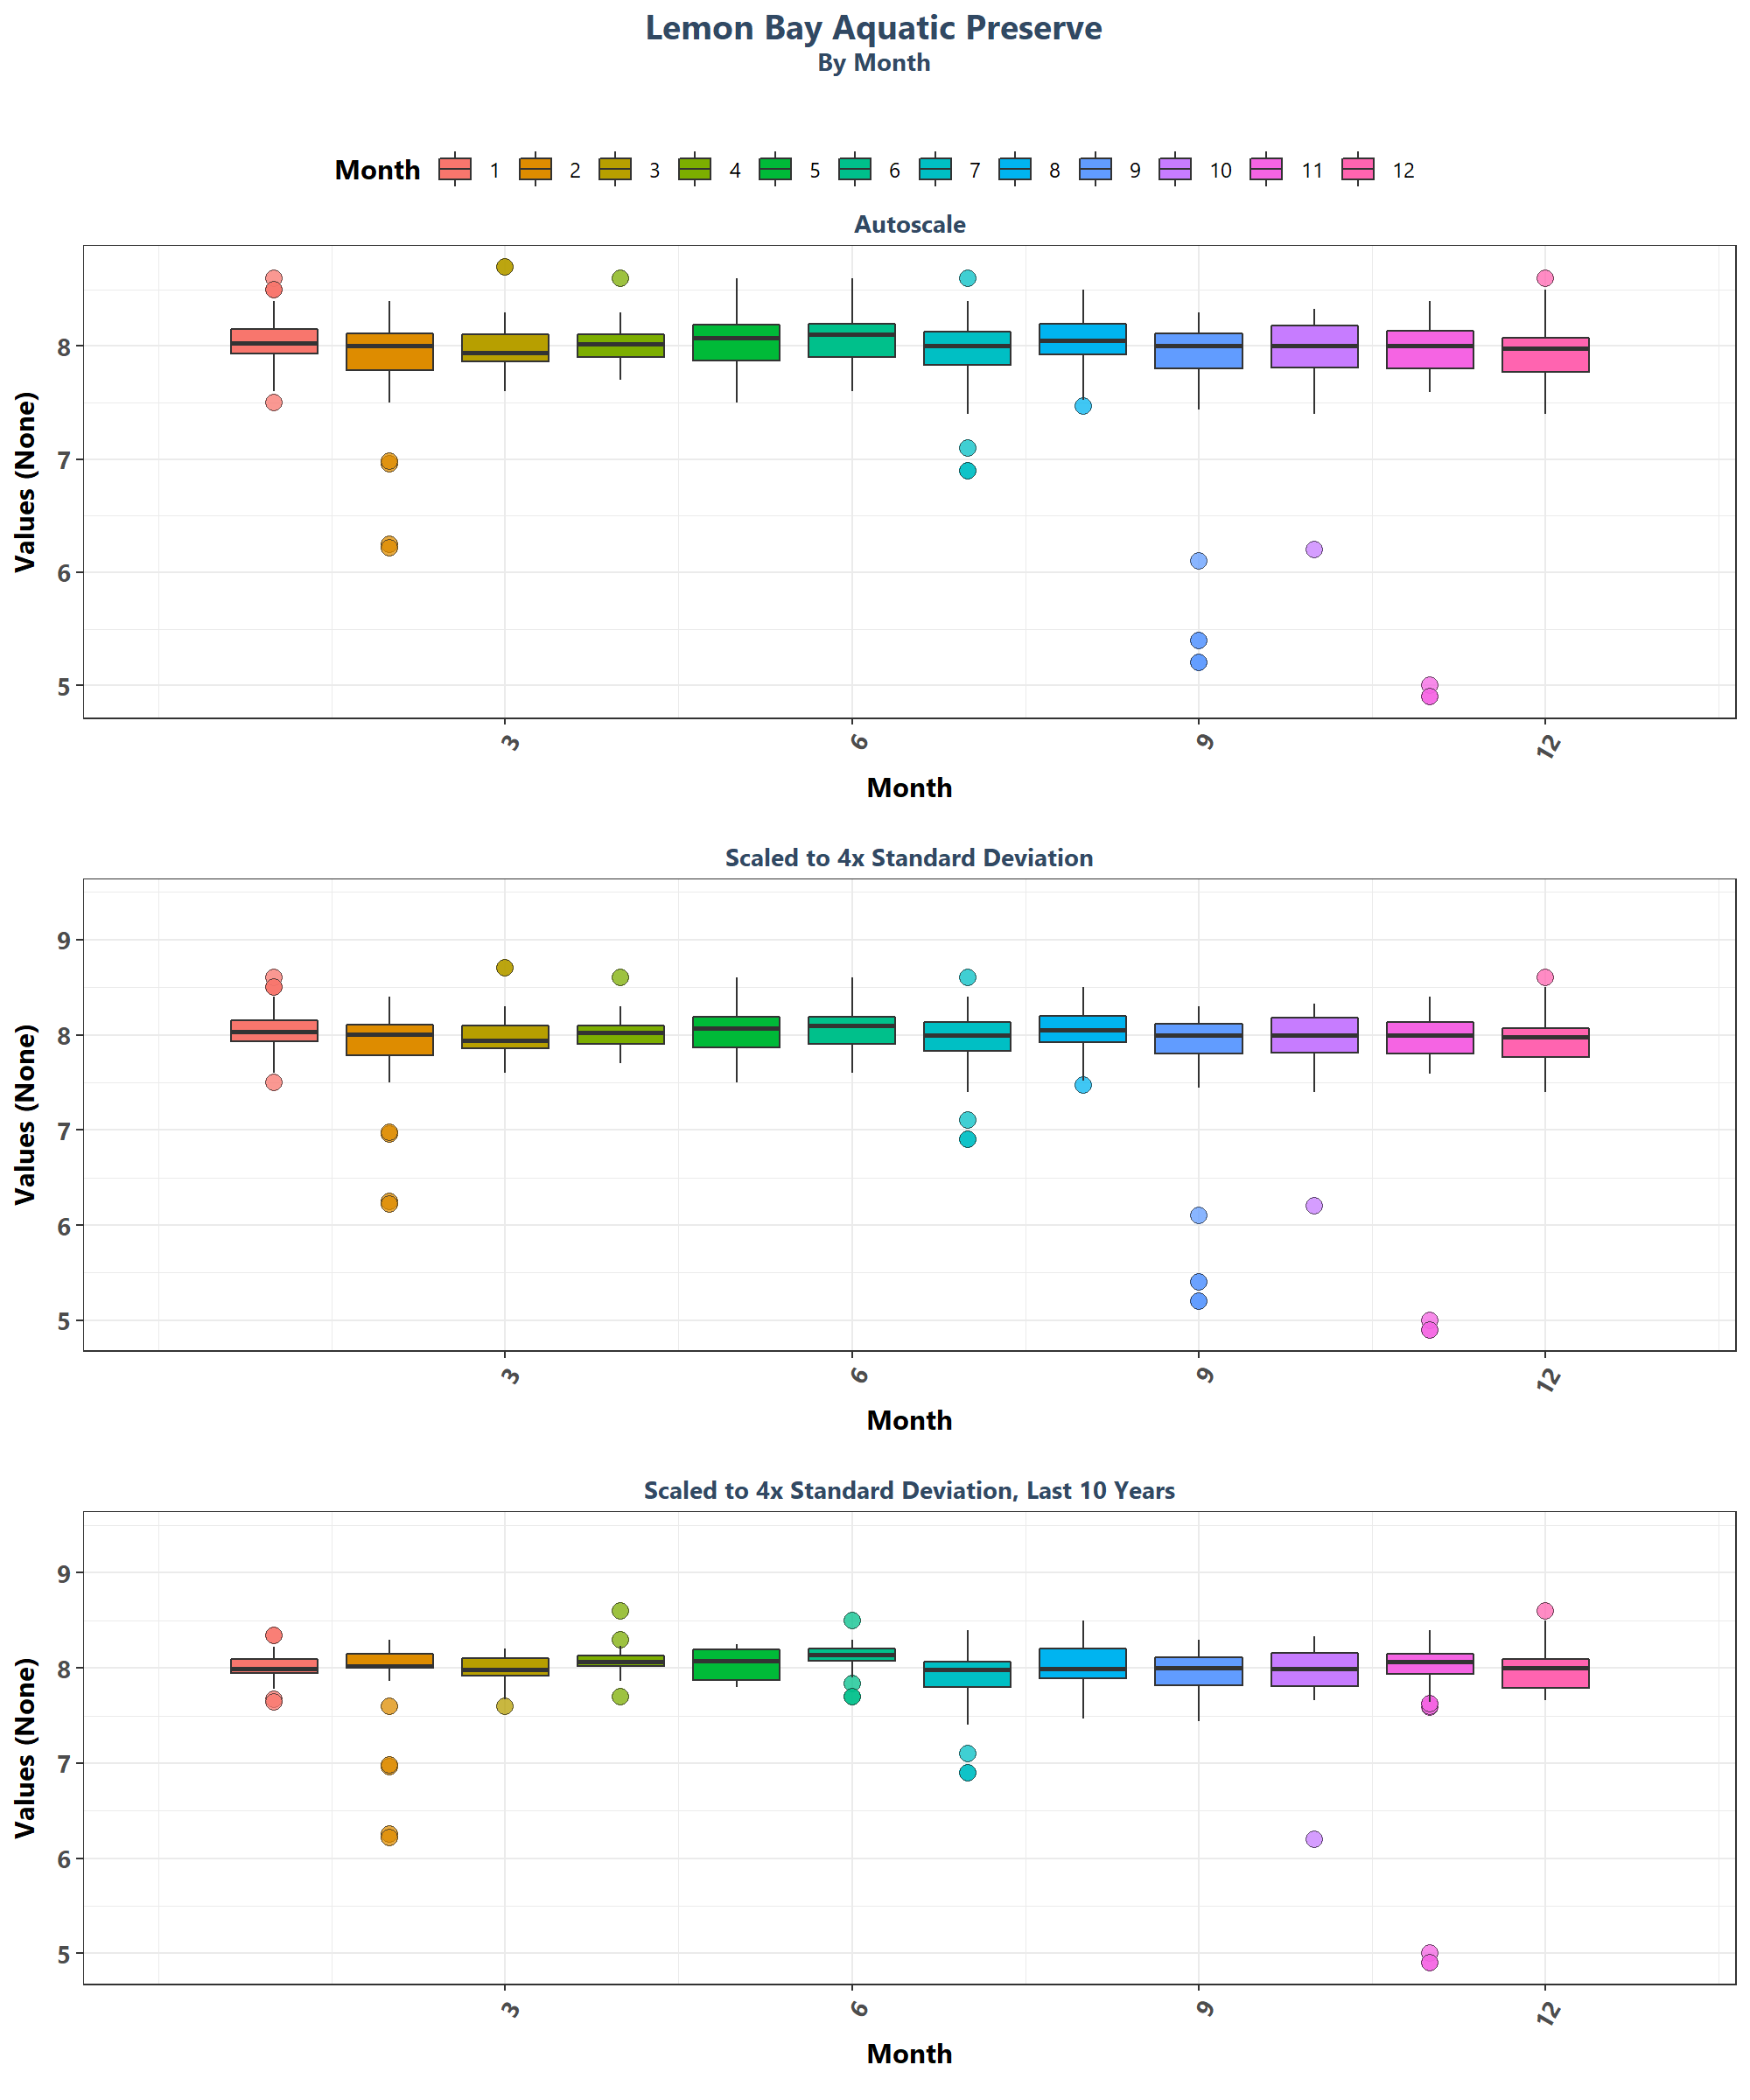 Lemon Bay Aquatic Preserve
By Month
Month 1 2 3 4 5 6 7 8 9 10 11 12
Autoscale
Values (None)
8
7
6
5
3 6 9 12
Month
Scaled to 4x Standard Deviation
Values (None)
9
8
7
6
5
3 6 9 12
Month
Scaled to 4x Standard Deviation, Last 10 Years
Values (None)
9
8
7
6
5
3 6 9 12
Month